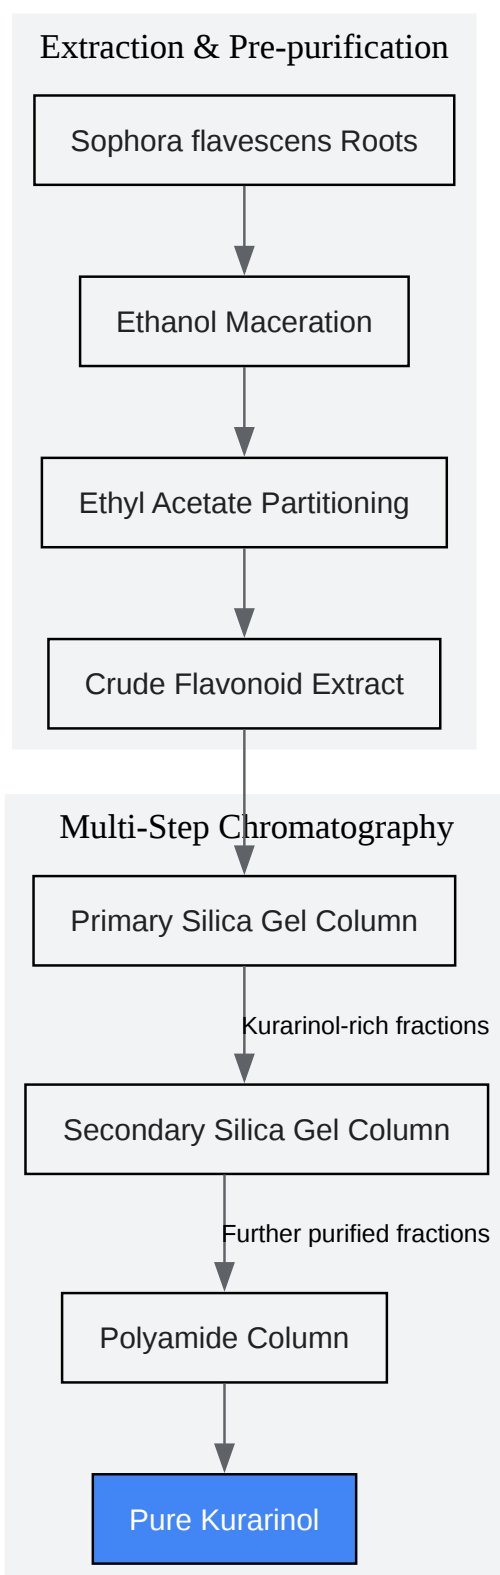 Extraction & Pre-purification
Sophora flavescens Roots
Ethanol Maceration
Ethyl Acetate Partitioning
Crude Flavonoid Extract
Multi-Step Chromatography
Primary Silica Gel Column
Kurarinol-rich fractions
Secondary Silica Gel Column
Further purified fractions
Polyamide Column
Pure Kurarinol